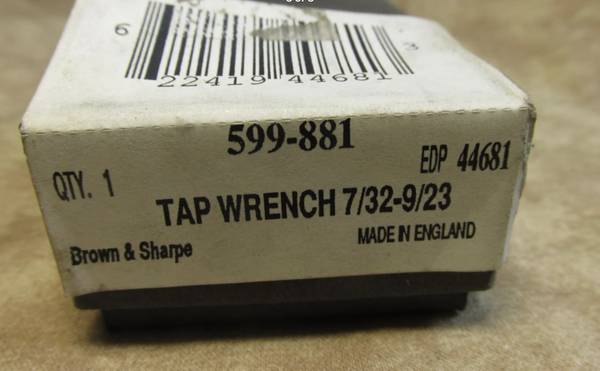 6 22419 44681 3
599-881
QTY. 1 EDP 44681
TAP WRENCH 7/32-9/23
Brown & Sharpe MADE IN ENGLAND